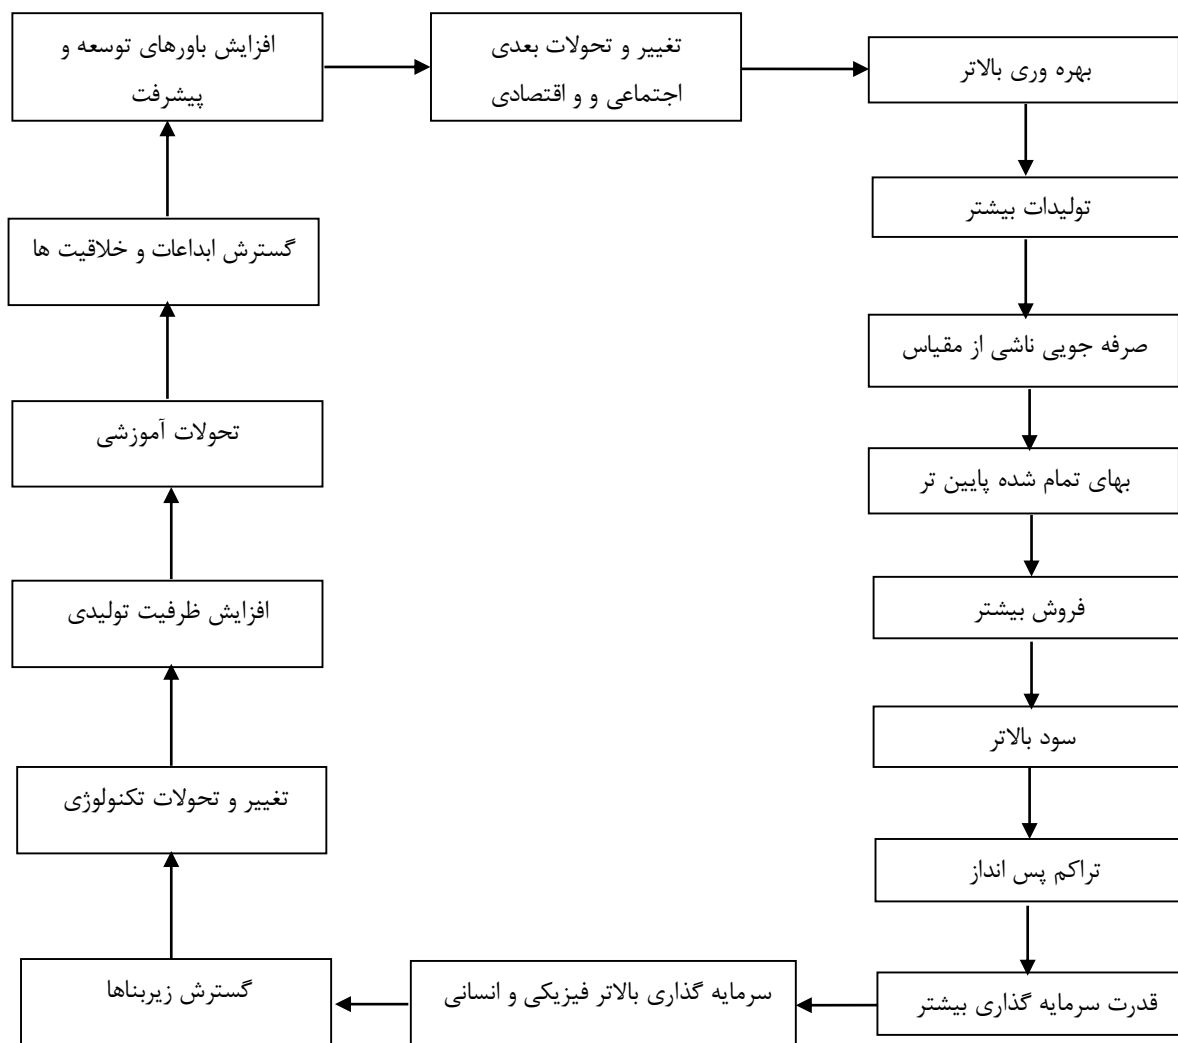 افزایش باورهای توسعه و
پیشرفت
تغییر و تحولات بعدی
اجتماعی و و اقتصادی
بهره وری بالاتر
تولیدات بیشتر
صرفه جویی ناشی از مقیاس
بهای تمام شده پایین تر
فروش بیشتر
سود بالاتر
تراکم پس انداز
قدرت سرمایه گذاری بیشتر
سرمایه گذاری بالاتر فیزیکی و انسانی
گسترش زیربناها
تغییر و تحولات تکنولوژی
افزایش ظرفیت تولیدی
تحولات آموزشی
گسترش ابداعات و خلاقیت ها